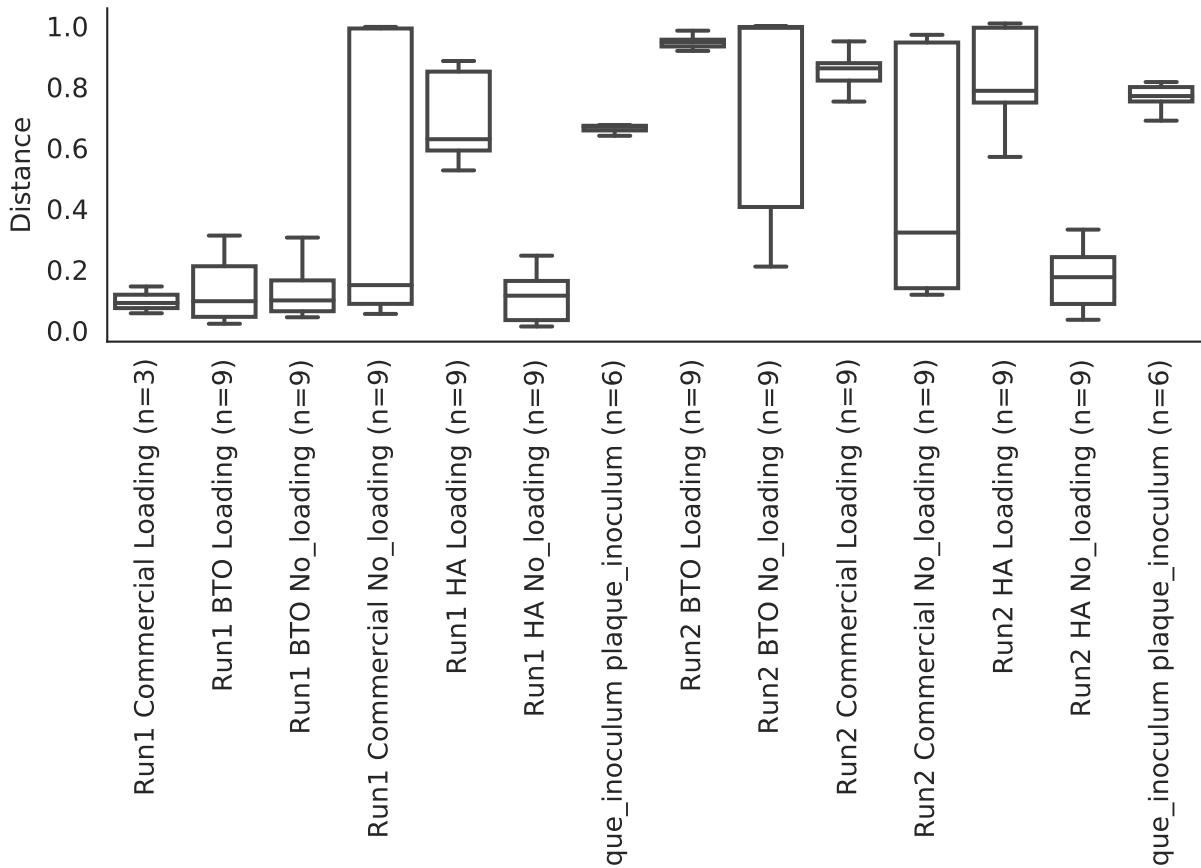 1.0
0.8
0.6
0.4
0.2
0.0
Distance
Run1 Commercial Loading (n=3)
Run1 BTO Loading (n=9)
Run1 BTO No_loading (n=9)
Run1 Commercial No_loading (n=9)
Run1 HA Loading (n=9)
Run1 HA No_loading (n=9)
que_inoculum plaque_inoculum (n=6)
Run2 BTO Loading (n=9)
Run2 BTO No_loading (n=9)
Run2 Commercial Loading (n=9)
Run2 Commercial No_loading (n=9)
Run2 HA Loading (n=9)
Run2 HA No_loading (n=9)
que_inoculum plaque_inoculum (n=6)